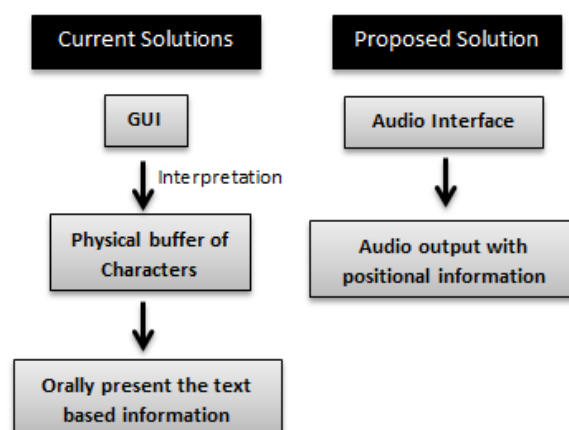 Current Solutions
GUI
Interpretation
Physical buffer of
Characters
Orally present the text
based information
Proposed Solution
Audio Interface
Audio output with
positional information